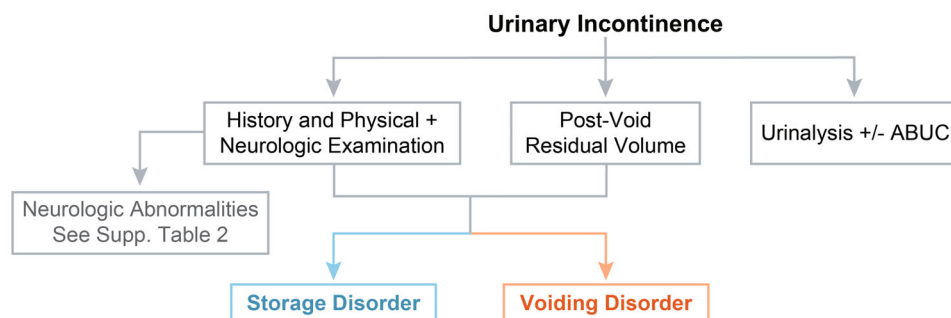 Urinary Incontinence
History and Physical +
Neurologic Examination
Post-Void
Residual Volume
Urinalysis +/- ABUC
Neurologic Abnormalities
See Supp. Table 2
Storage Disorder
Voiding Disorder